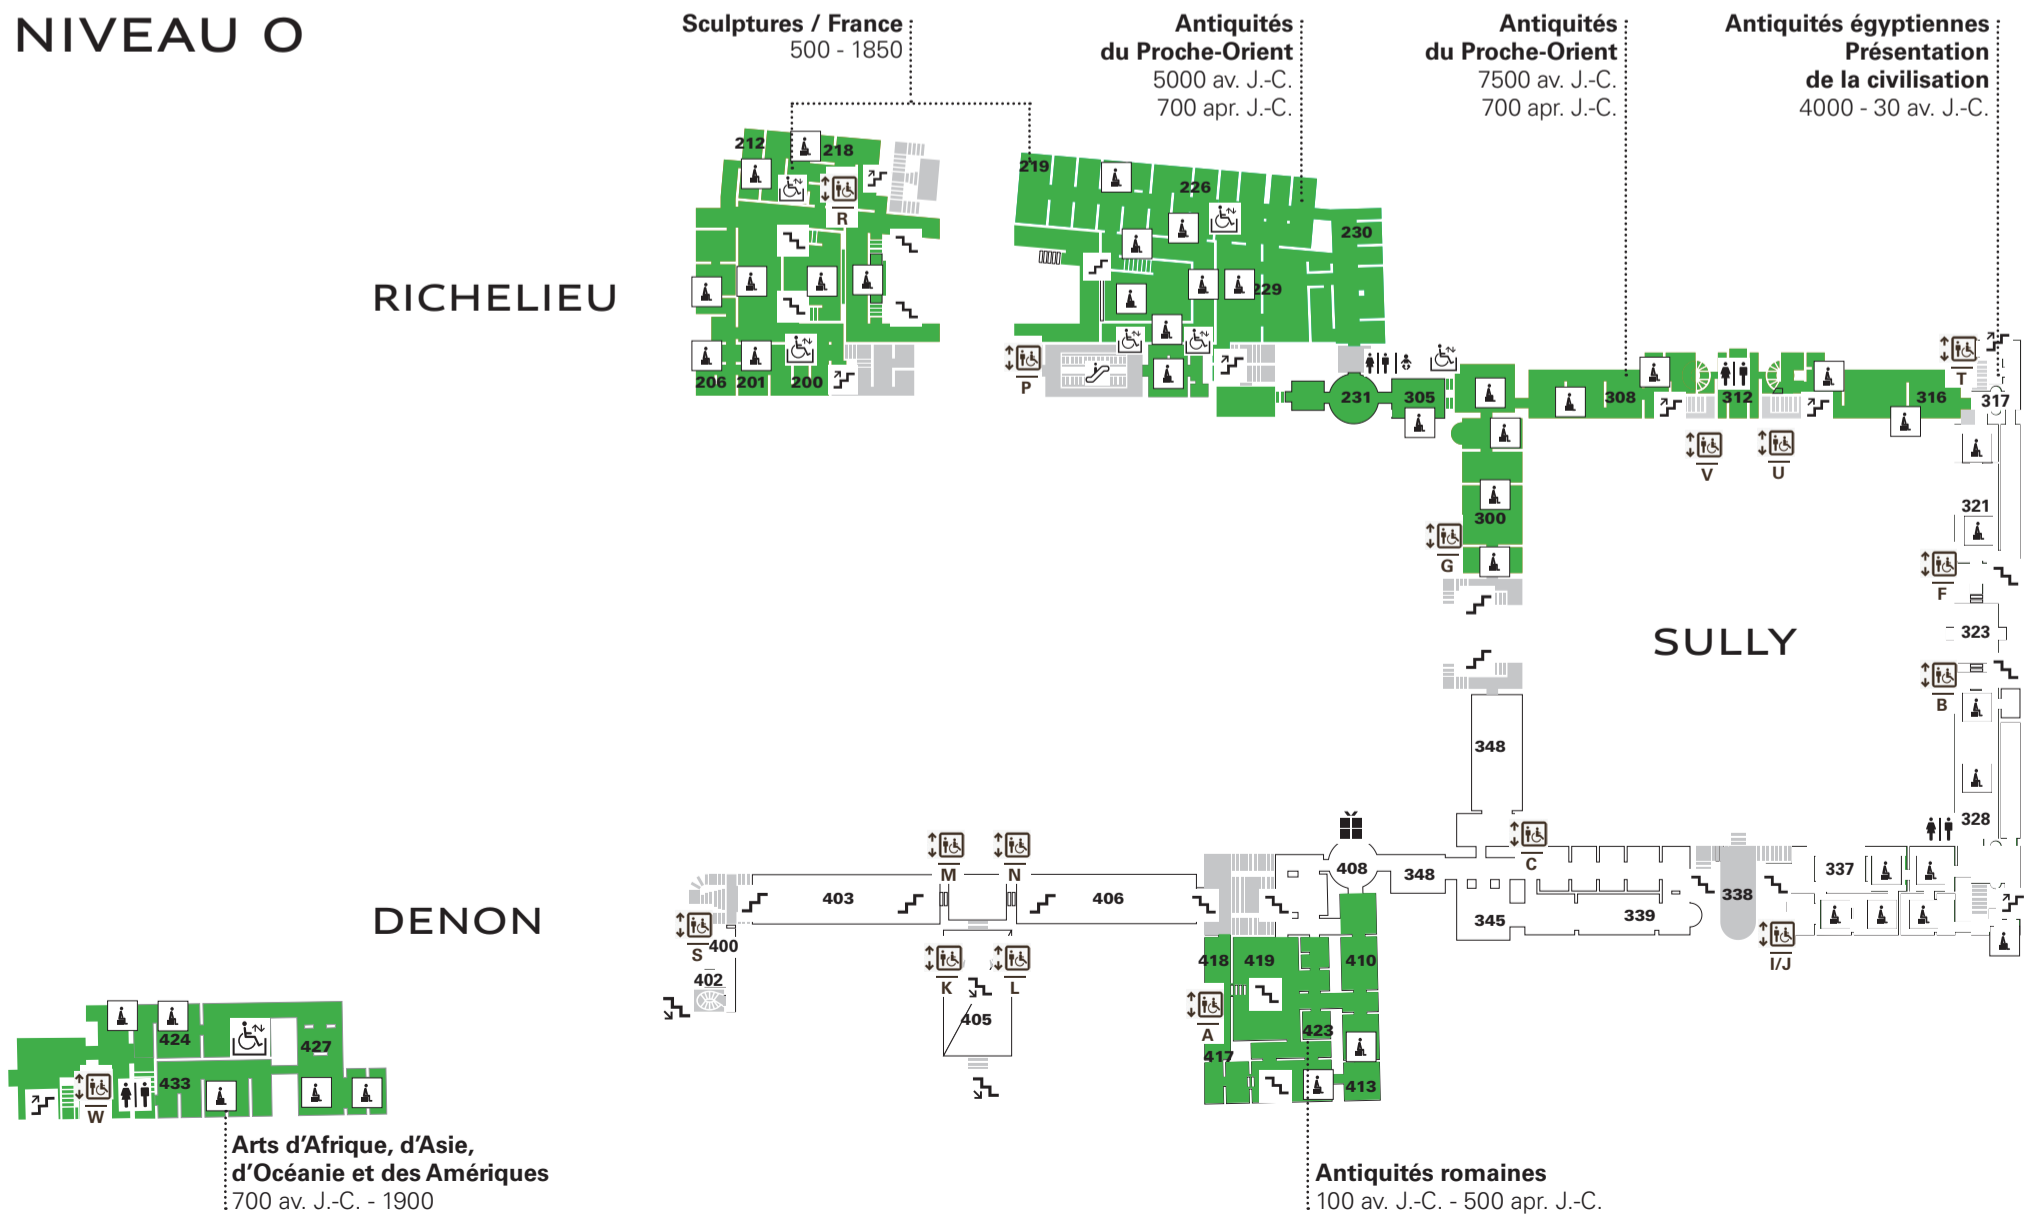 NIVEAU 0
Sculptures / France
500 - 1850
Antiquités
du Proche-Orient
5000 av. J.-C.
700 apr. J.-C.
Antiquités
du Proche-Orient
7500 av. J.-C.
700 apr. J.-C.
Antiquités égyptiennes
Présentation
de la civilisation
4000 - 30 av. J.-C.
212
218
R
219
226
230
229
RICHELIEU
206
201
200
P
231
305
308
312
316
T
317
V
U
300
G
321
F
323
B
SULLY
348
328
C
M
N
408
348
337
403
406
DENON
S
400
402
K
L
405
345
339
338
I/J
418
419
410
A
423
417
413
424
427
433
W
Arts d’Afrique, d’Asie,
d’Océanie et des Amériques
700 av. J.-C. - 1900
Antiquités romaines
100 av. J.-C. - 500 apr. J.-C.